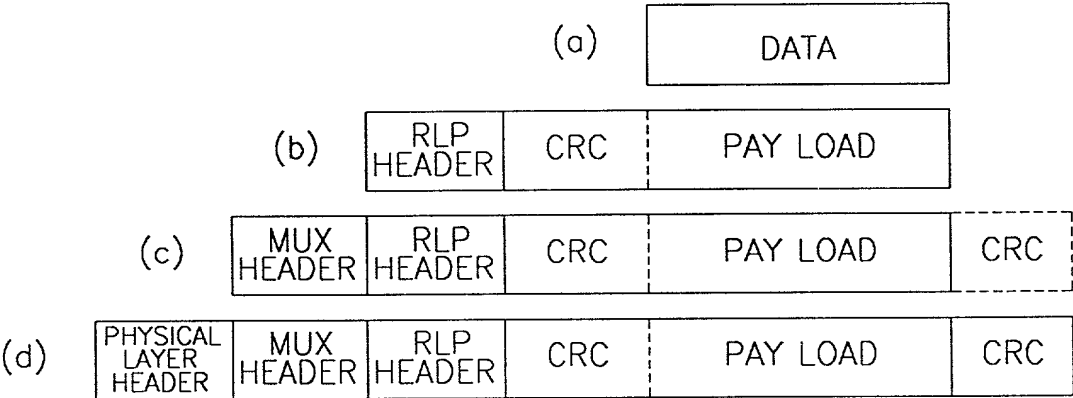 (a) DATA
(b) RLP HEADER CRC PAY LOAD
(c) MUX HEADER RLP HEADER CRC PAY LOAD CRC
(d) PHYSICAL LAYER HEADER MUX HEADER RLP HEADER CRC PAY LOAD CRC